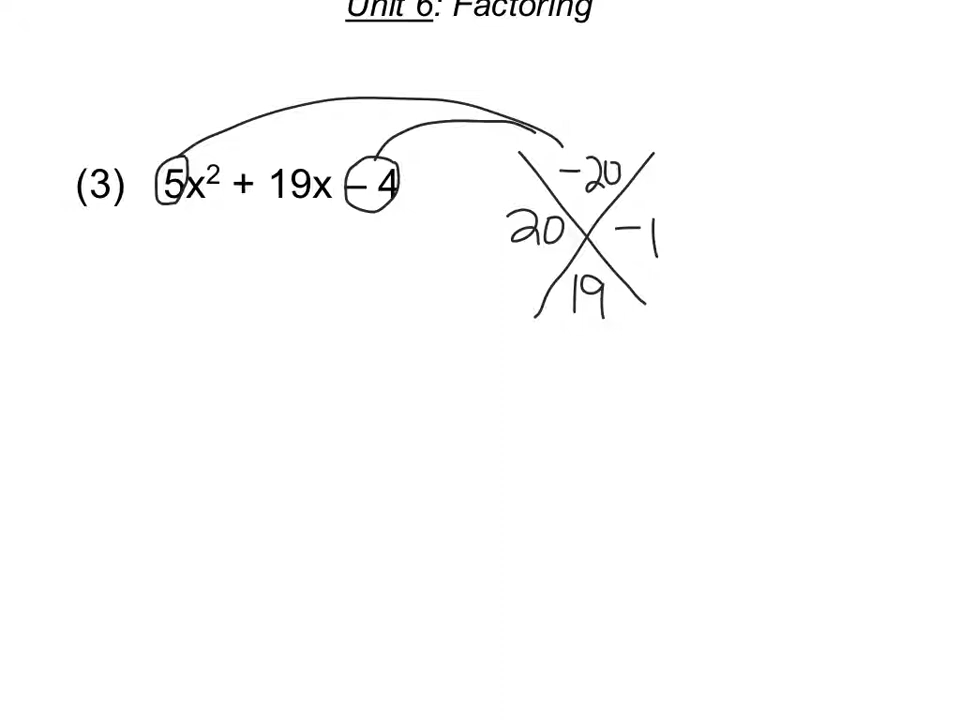 Unit 6: Factoring
(3) 5x² + 19x – 4
-20
20 -1
19